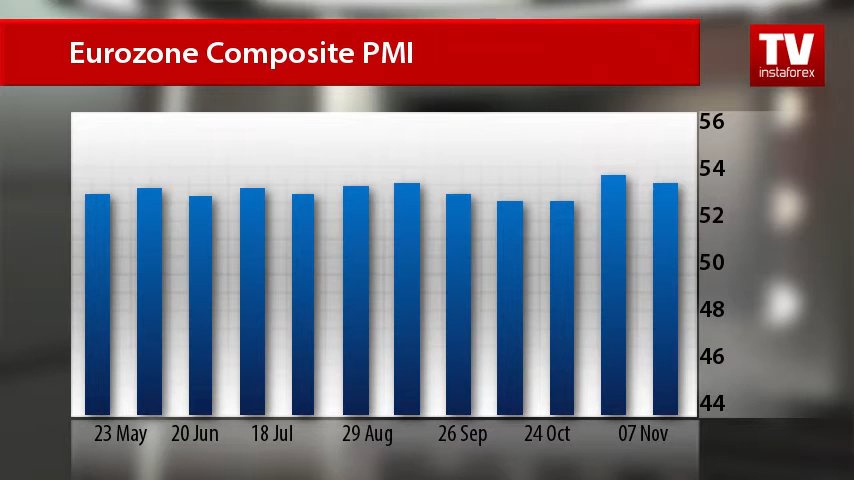 Eurozone Composite PMI
TV
instaforex
56
54
52
50
48
46
44
23 May 20 Jun 18 Jul 29 Aug 26 Sep 24 Oct 07 Nov